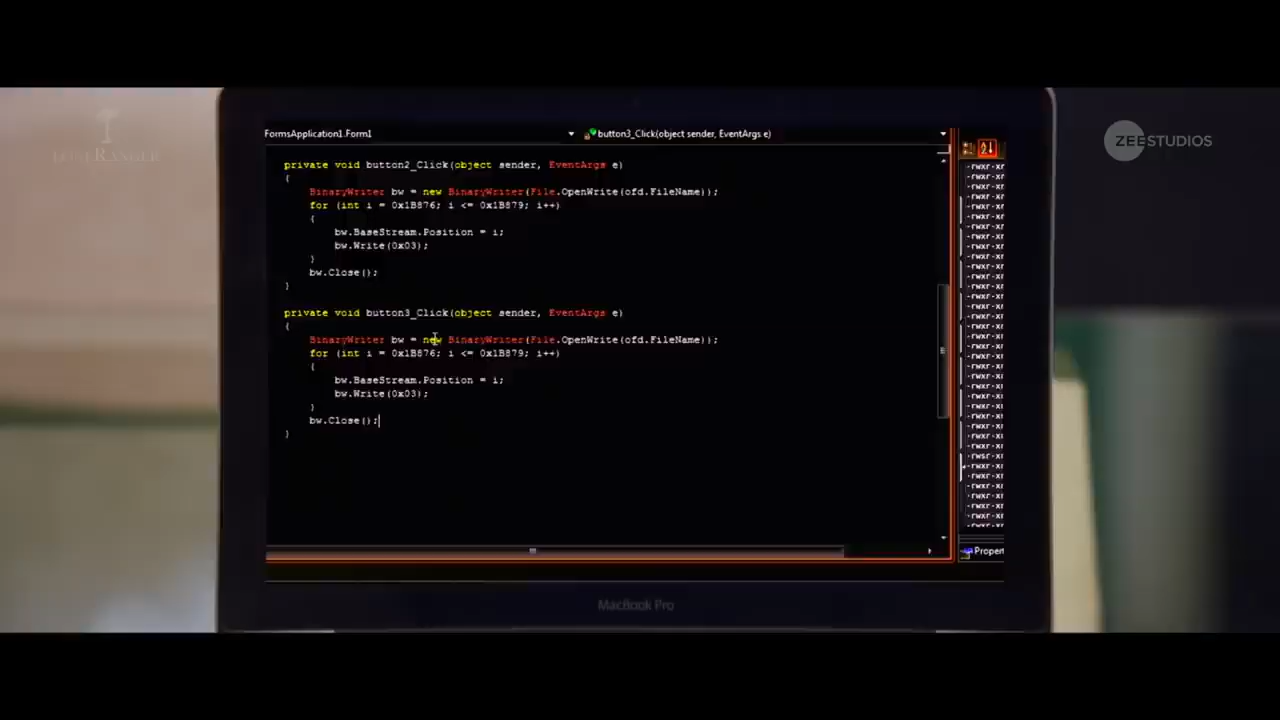 LONE RANGER
ZEE STUDIOS
FormsApplication1.Form1
button3_Click(object sender, EventArgs e)
private void button2_Click(object sender, EventArgs e)
{
BinaryWriter bw = new BinaryWriter(File.OpenWrite(ofd.FileName));
for (int i = 0x1B876; i <= 0x1B879; i++)
{
bw.BaseStream.Position = i;
bw.Write(0x03);
}
bw.Close();
}
private void button3_Click(object sender, EventArgs e)
{
BinaryWriter bw = new BinaryWriter(File.OpenWrite(ofd.FileName));
for (int i = 0x1B876; i <= 0x1B879; i++)
{
bw.BaseStream.Position = i;
bw.Write(0x03);
}
bw.Close();
}
Propert
MacBook Pro